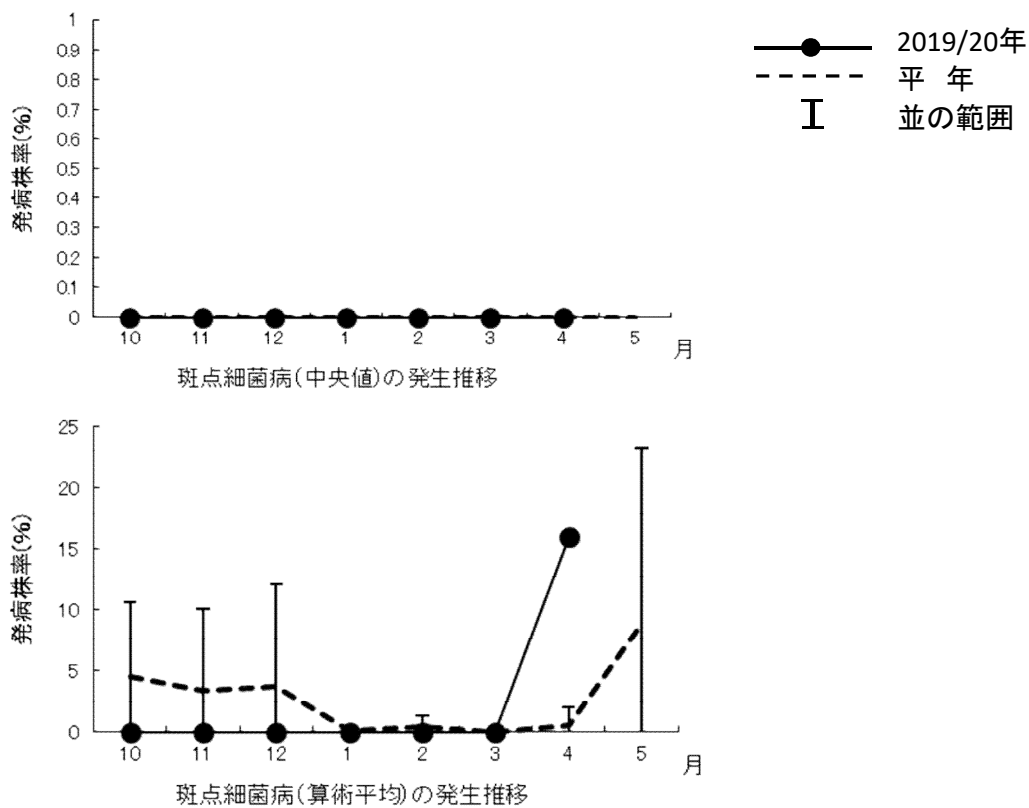 1
0.9
0.8
0.7
0.6
0.5
0.4
0.3
0.2
0.1
0
発病株率(%)
10 11 12 1 2 3 4 5 月
斑点細菌病(中央値)の発生推移
2019/20年
平 年
並の範囲
25
20
15
10
5
0
発病株率(%)
10 11 12 1 2 3 4 5 月
斑点細菌病(算術平均)の発生推移